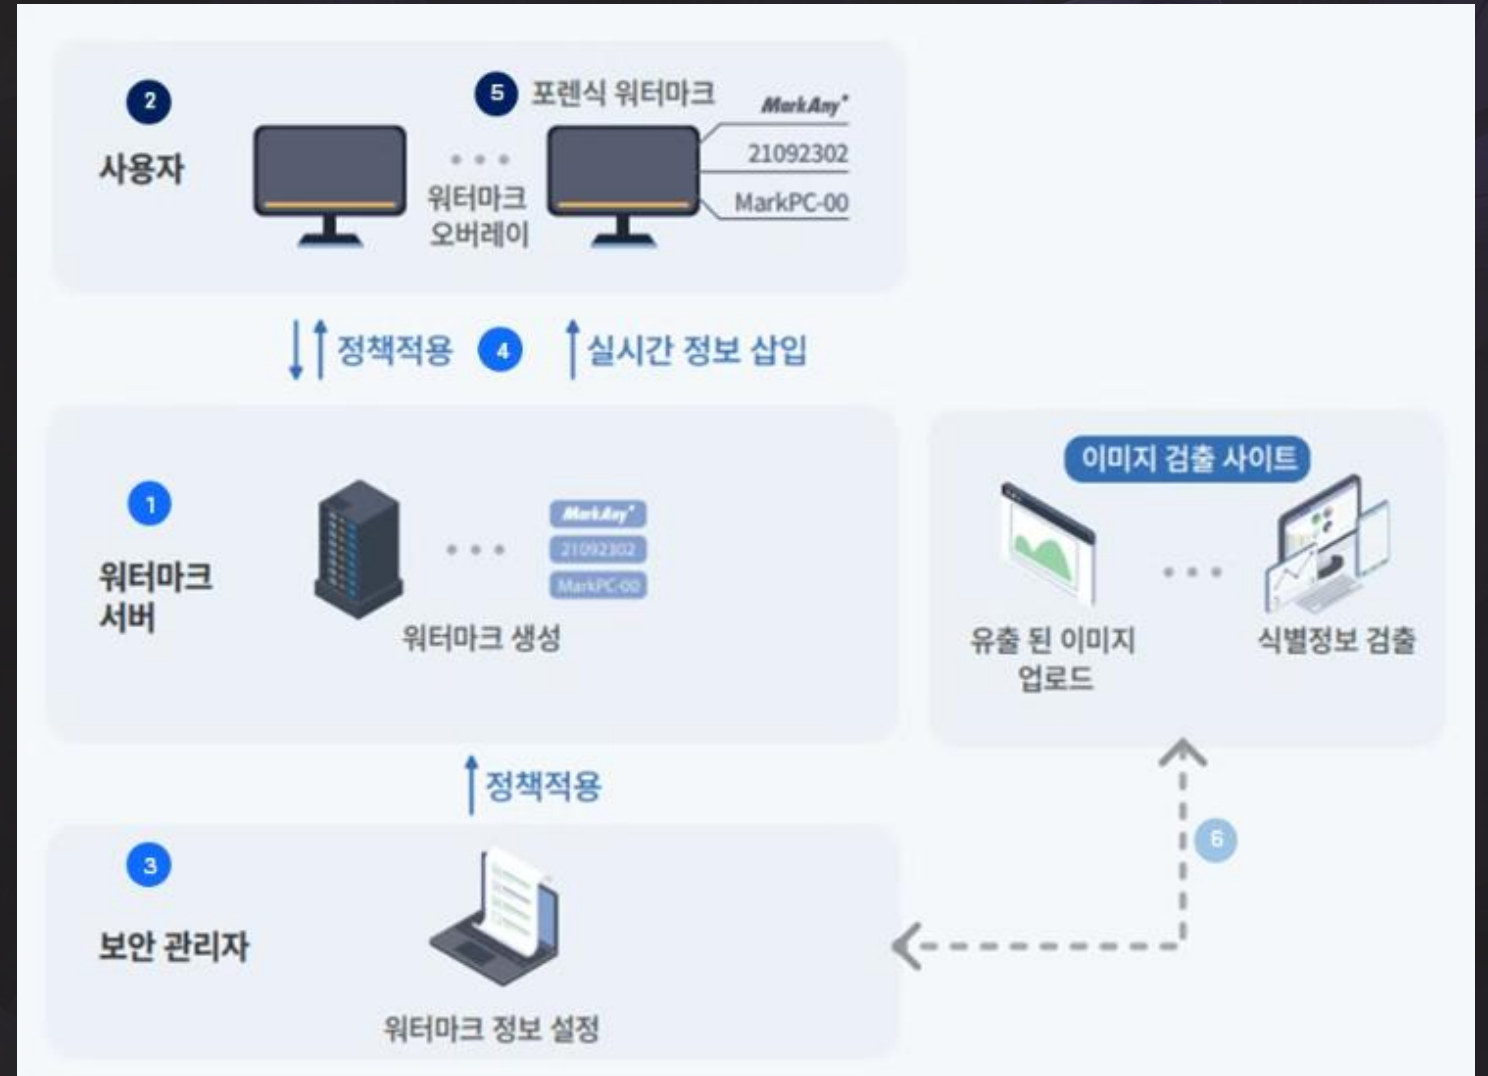 2
사용자
5 포렌식 워터마크
MarkAny
21092302
MarkPC-00
워터마크
오버레이
정책적용 4 실시간 정보 삽입
1
워터마크
서버
MarkAny
21092302
MarkPC-00
워터마크 생성
이미지 검출 사이트
유출 된 이미지
업로드
식별정보 검출
정책적용
6
3
보안 관리자
워터마크 정보 설정